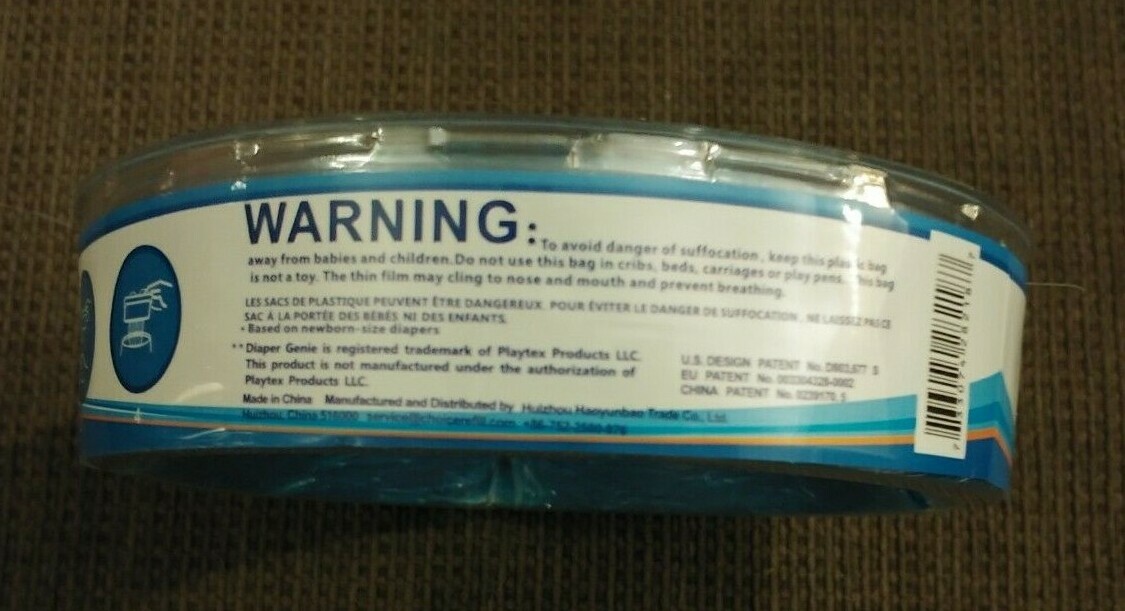 WARNING: To avoid danger of suffocation, keep this plastic bag
away from babies and children. Do not use this bag in cribs, beds, carriages or play pens. This bag
is not a toy. The thin film may cling to nose and mouth and prevent breathing.
LES SACS DE PLASTIQUE PEUVENT ÊTRE DANGEREUX. POUR ÉVITER LE DANGER DE SUFFOCATION, NE LAISSEZ PAS CE
SAC À LA PORTÉE DES BÉBÉS NI DES ENFANTS.
* Based on newborn-size diapers
** Diaper Genie is registered trademark of Playtex Products LLC.
This product is not manufactured under the authorization of
Playtex Products LLC.
U.S. DESIGN PATENT No.
EU PATENT No.
CHINA PATENT No.
Made in China Manufactured and Distributed by Huizhou Haoyunbao Trade Co., Ltd.
Huizhou, China 516000